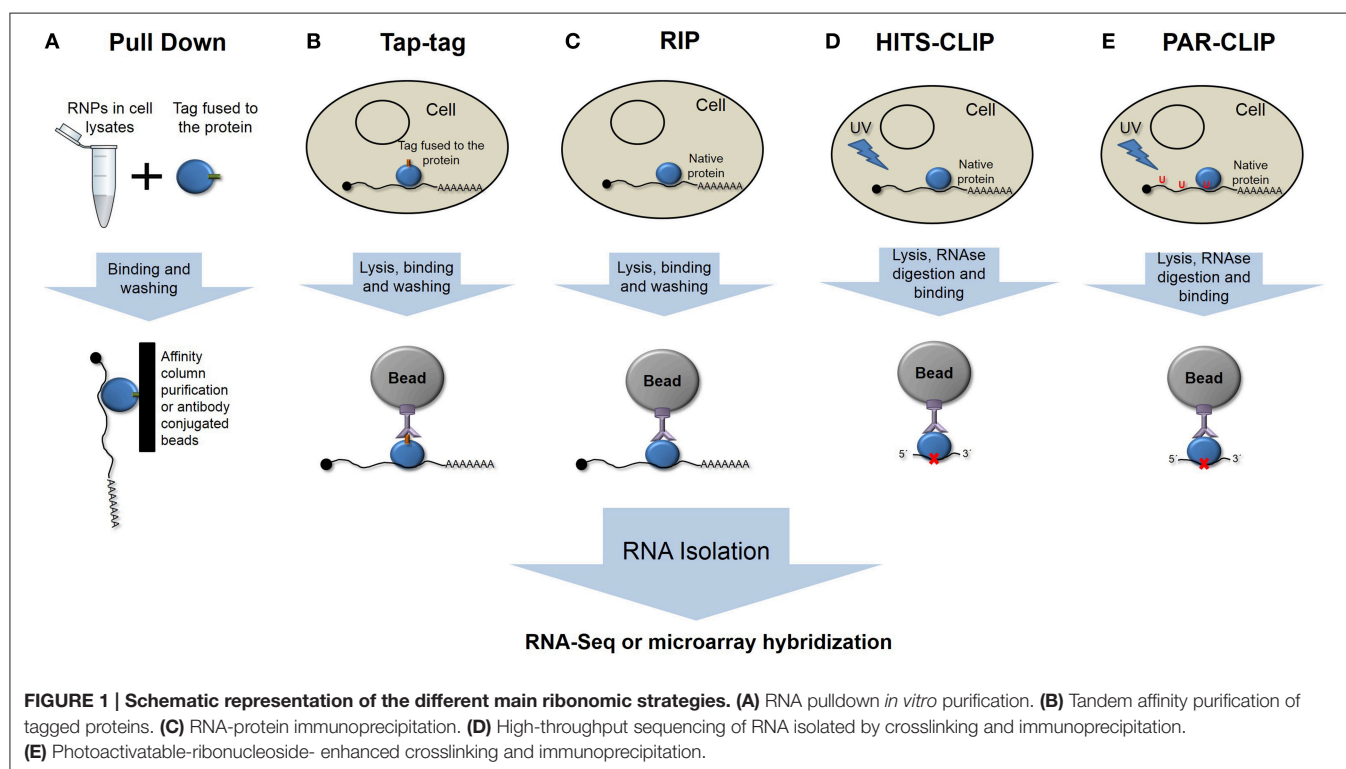 A Pull Down
B Tap-tag
C RIP
D HITS-CLIP
E PAR-CLIP
RNPs in cell
lysates
Tag fused to
the protein
Cell
Tag fused to the
protein
AAAAAAA
Cell
Native
protein
AAAAAAA
Cell
UV
Native
protein
AAAAAAA
Cell
UV
Native
protein
U U U
AAAAAAA
Binding and
washing
Lysis, binding
and washing
Lysis, binding
and washing
Lysis, RNAse
digestion and
binding
Lysis, RNAse
digestion and
binding
Affinity
column
purification
or antibody
conjugated
beads
AAAAAAA
Bead
AAAAAAA
Bead
AAAAAAA
Bead
5´ 3´
Bead
5´ 3´
RNA Isolation
RNA-Seq or microarray hybridization
FIGURE 1 | Schematic representation of the different main ribonomic strategies. (A) RNA pulldown in vitro purification. (B) Tandem affinity purification of
tagged proteins. (C) RNA-protein immunoprecipitation. (D) High-throughput sequencing of RNA isolated by crosslinking and immunoprecipitation.
(E) Photoactivatable-ribonucleoside- enhanced crosslinking and immunoprecipitation.